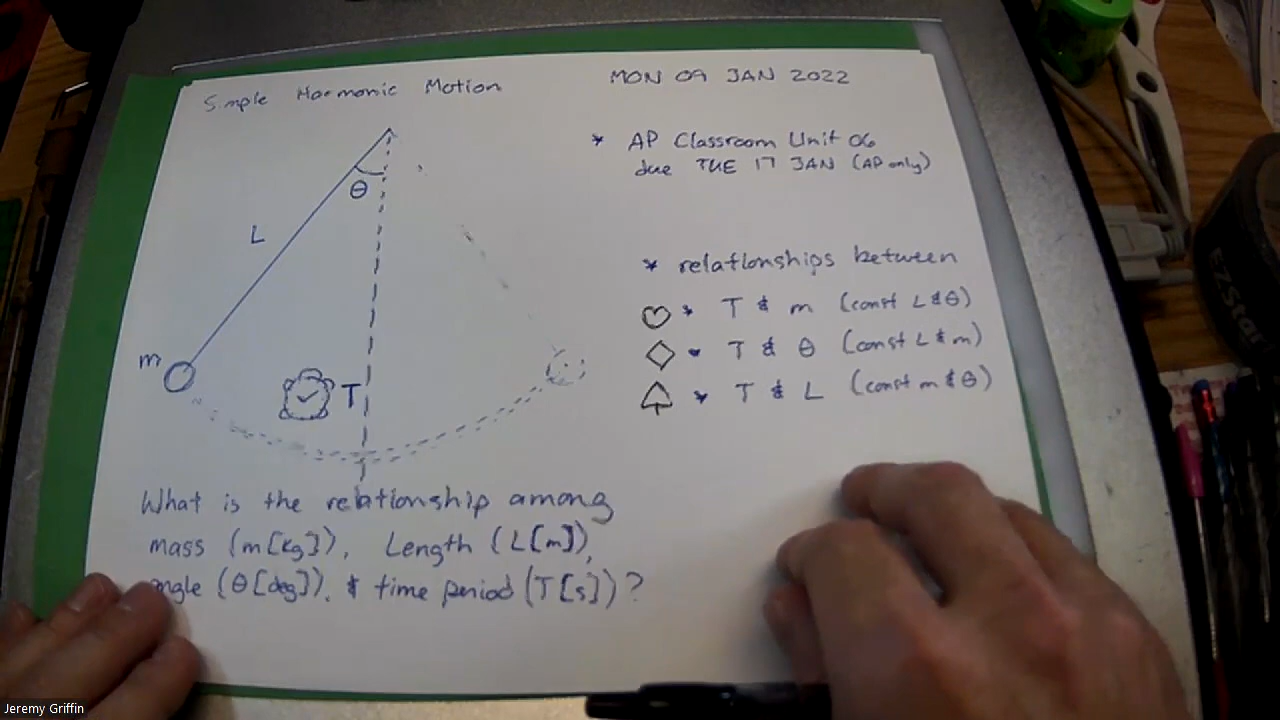 Simple Harmonic Motion
MON 09 JAN 2022
* AP Classroom Unit 06
due TUE 17 JAN (AP only)
θ
L
m
T
* relationships between
* T & m (const L & θ)
T & θ (const L & m)
* T & L (const m & θ)
What is the relationship among
mass (m[kg]), Length (L[m]),
angle (θ[deg]), & time period (T[s])?
EZStar
Jeremy Griffin